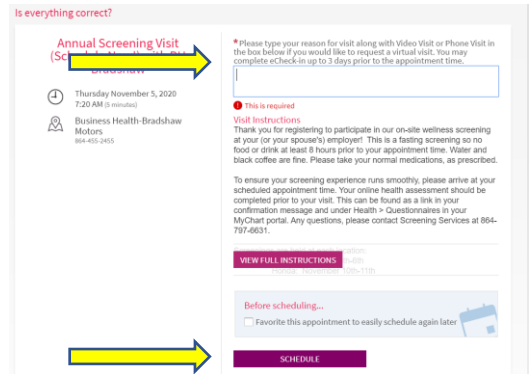 Is everything correct?
Annual Screening Visit
Bradshaw
Thursday November 5, 2020
7:20 AM (5 minutes)
Business Health-Bradshaw
Motors
864-455-2455
*Please type your reason for visit along with Video Visit or Phone Visit in
the box below if you would like to request a virtual visit. You may
complete eCheck-in up to 3 days prior to the appointment time.
This is required
Visit Instructions
Thank you for registering to participate in our on-site wellness screening
at your (or your spouse's) employer! This is a fasting screening so no
food or drink at least 8 hours prior to your appointment time. Water and
black coffee are fine. Please take your normal medications, as prescribed.
To ensure your screening experience runs smoothly, please arrive at your
scheduled appointment time. Your online health assessment should be
completed prior to your visit. This can be found as a link in your
confirmation message and under Health > Questionnaires in your
MyChart portal. Any questions, please contact Screening Services at 864-
797-6631.
VIEW FULL INSTRUCTIONS
November 10th-11th
Before scheduling...
Favorite this appointment to easily schedule again later
SCHEDULE